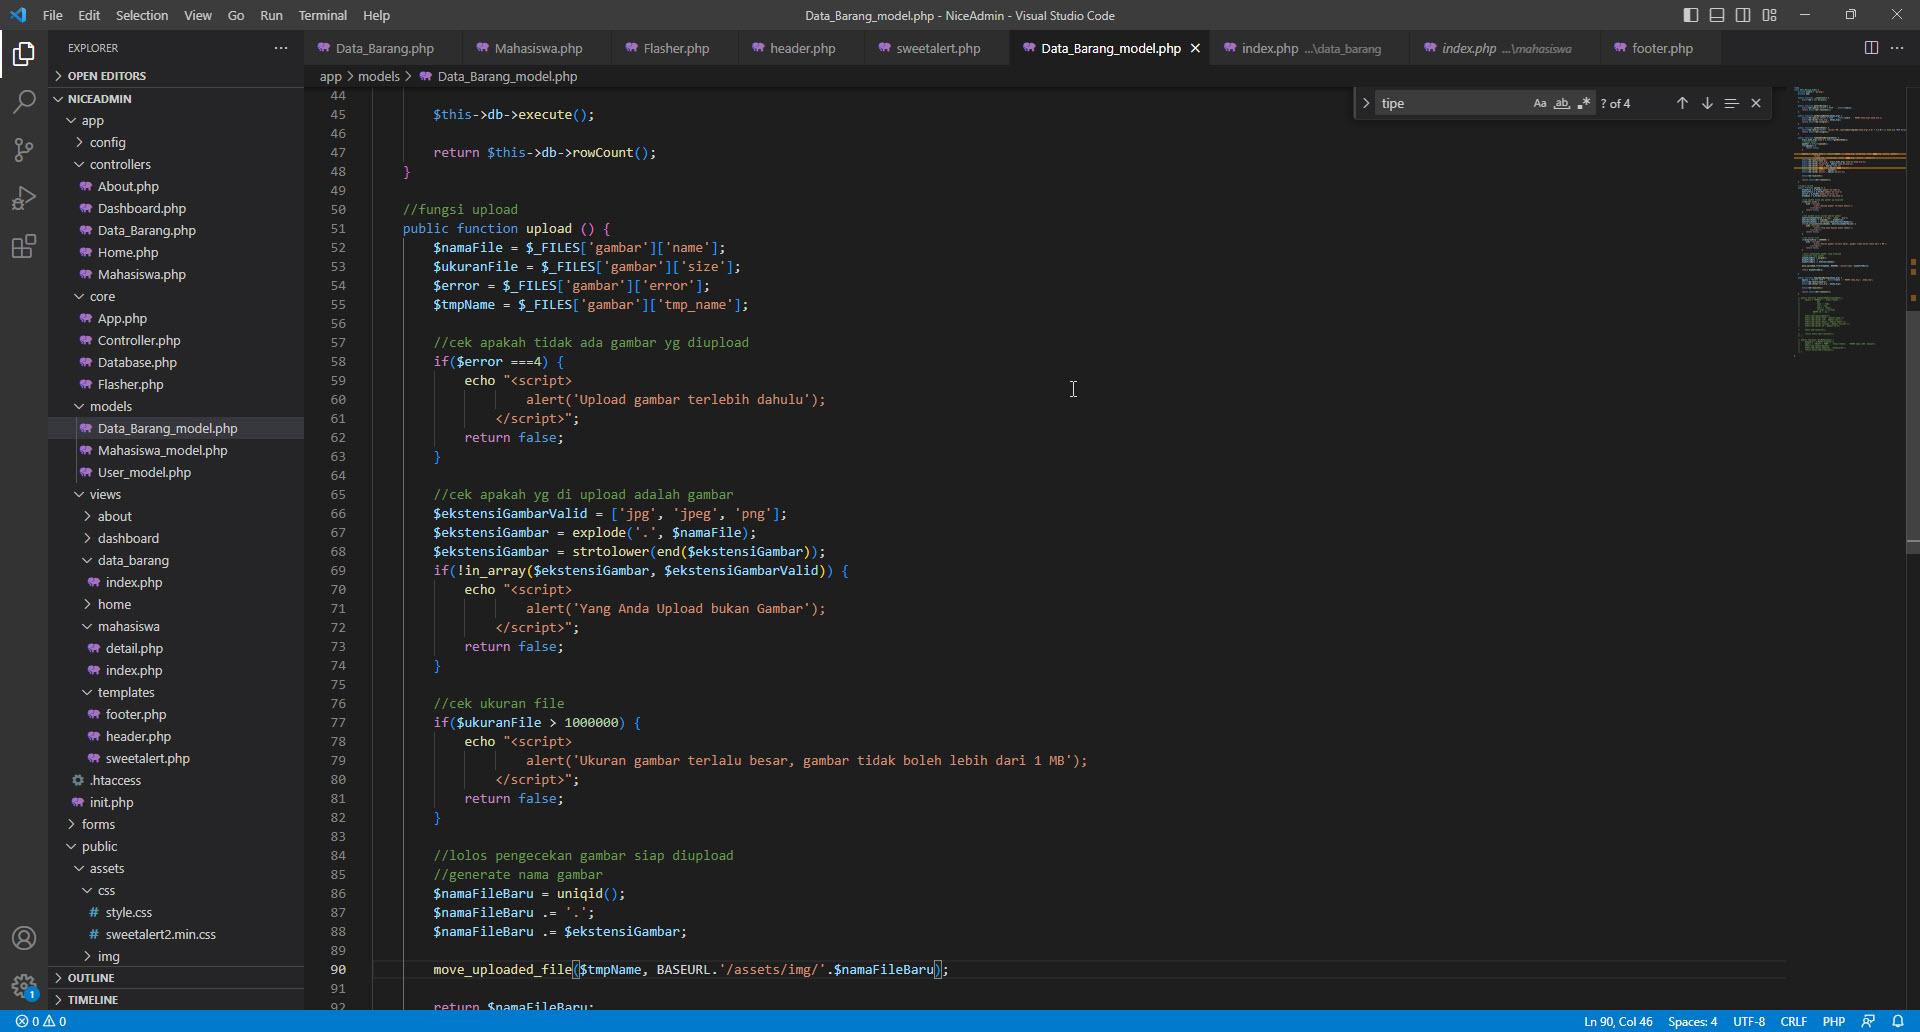 File Edit Selection View Go Run Terminal Help
Data_Barang_model.php - NiceAdmin - Visual Studio Code
EXPLORER
Data_Barang.php Mahasiswa.php Flasher.php header.php sweetalert.php Data_Barang_model.php index.php ...\data_barang index.php ...\mahasiswa footer.php
OPEN EDITORS
NICEADMIN
app
config
controllers
About.php
Dashboard.php
Data_Barang.php
Home.php
Mahasiswa.php
core
App.php
Controller.php
Database.php
Flasher.php
models
Data_Barang_model.php
Mahasiswa_model.php
User_model.php
views
about
dashboard
data_barang
index.php
home
mahasiswa
detail.php
index.php
templates
footer.php
header.php
sweetalert.php
.htaccess
init.php
forms
public
assets
css
style.css
sweetalert2.min.css
img
OUTLINE
TIMELINE
app > models > Data_Barang_model.php
tipe Aa ab .* ? of 4
44
45 $this->db->execute();
46
47 return $this->db->rowCount();
48 }
49
50 //fungsi upload
51 public function upload () {
52 $namaFile = $_FILES['gambar']['name'];
53 $ukuranFile = $_FILES['gambar']['size'];
54 $error = $_FILES['gambar']['error'];
55 $tmpName = $_FILES['gambar']['tmp_name'];
56
57 //cek apakah tidak ada gambar yg diupload
58 if($error ===4) {
59 echo "<script>
60 alert('Upload gambar terlebih dahulu');
61 </script>";
62 return false;
63 }
64
65 //cek apakah yg di upload adalah gambar
66 $ekstensiGambarValid = ['jpg', 'jpeg', 'png'];
67 $ekstensiGambar = explode('.', $namaFile);
68 $ekstensiGambar = strtolower(end($ekstensiGambar));
69 if(!in_array($ekstensiGambar, $ekstensiGambarValid)) {
70 echo "<script>
71 alert('Yang Anda Upload bukan Gambar');
72 </script>";
73 return false;
74 }
75
76 //cek ukuran file
77 if($ukuranFile > 1000000) {
78 echo "<script>
79 alert('Ukuran gambar terlalu besar, gambar tidak boleh lebih dari 1 MB');
80 </script>";
81 return false;
82 }
83
84 //lolos pengecekan gambar siap diupload
85 //generate nama gambar
86 $namaFileBaru = uniqid();
87 $namaFileBaru .= '.';
88 $namaFileBaru .= $ekstensiGambar;
89
90 move_uploaded_file($tmpName, BASEURL.'/assets/img/'.$namaFileBaru);
91
92 return $namaFileBaru;
1
0 0
Ln 90, Col 46 Spaces: 4 UTF-8 CRLF PHP